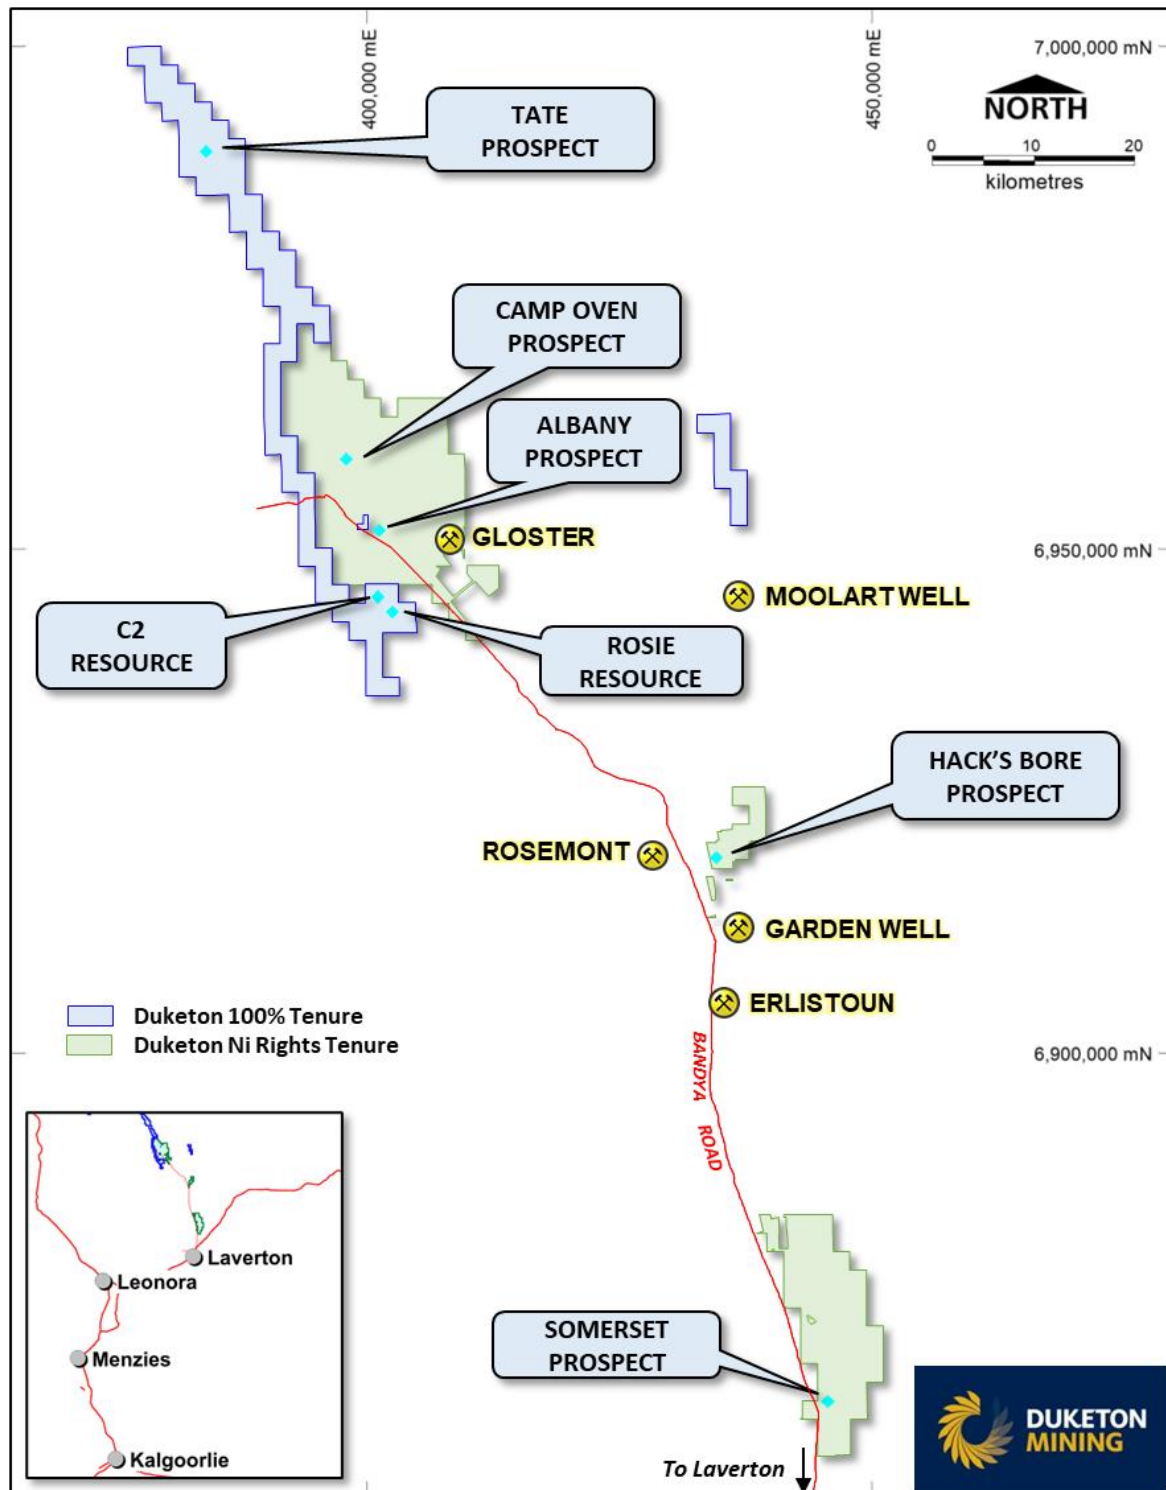 400,000 mE
450,000 mE
7,000,000 mN
TATE
PROSPECT
NORTH
0
10
20
kilometres
CAMP OVEN
PROSPECT
ALBANY
PROSPECT
GLOSTER
6,950,000 mN
MOOLART WELL
C2
RESOURCE
ROSIE
RESOURCE
HACK'S BORE
PROSPECT
ROSEMONT
GARDEN WELL
ERLISTOUN
Duketon 100% Tenure
Duketon Ni Rights Tenure
6,900,000 mN
BANDYA
ROAD
Laverton
Leonora
Menzies
Kalgoorlie
SOMERSET
PROSPECT
To Laverton
DUKETON
MINING